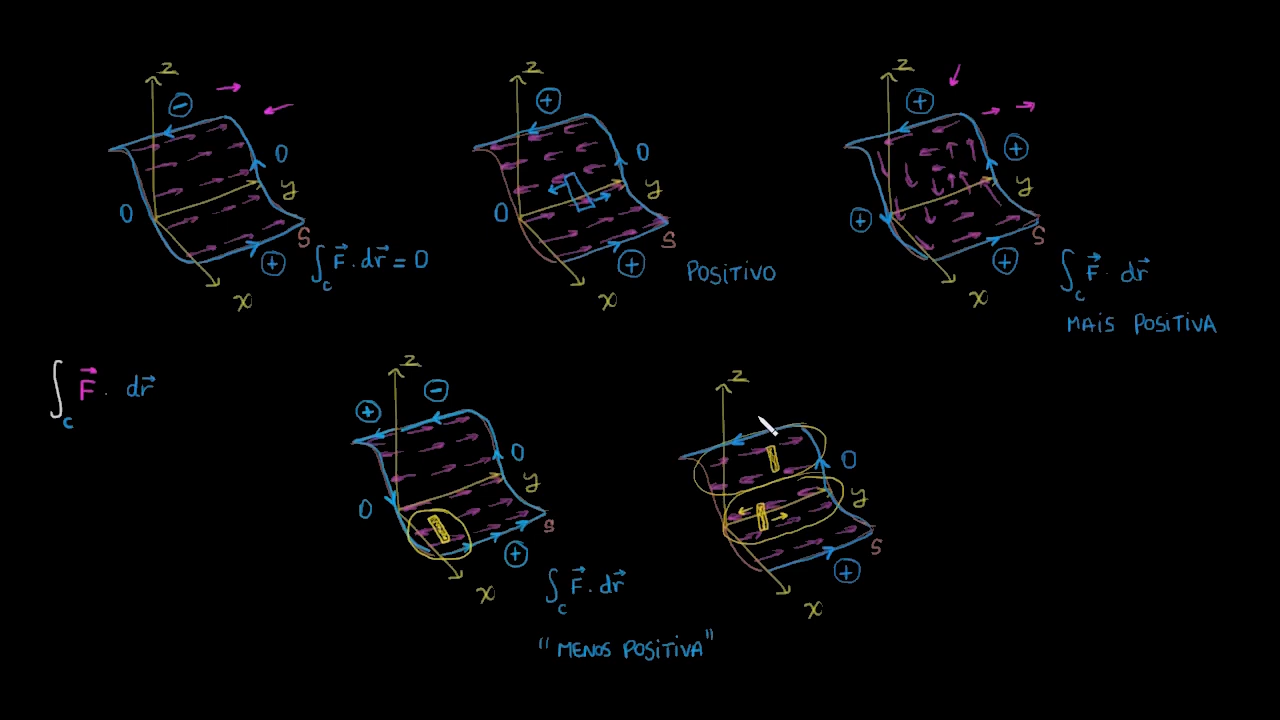 z
−
0
0
y
S
+
x
∫c F⃗. dr⃗ = 0
z
+
0
0
y
S
+
x
POSITIVO
z
+
+
+
y
S
+
x
∫c F⃗. dr⃗
MAIS POSITIVA
∫c F⃗. dr⃗
z
+
−
0
0
y
S
+
x
∫c F⃗. dr⃗
"MENOS POSITIVA"
z
0
y
S
+
x